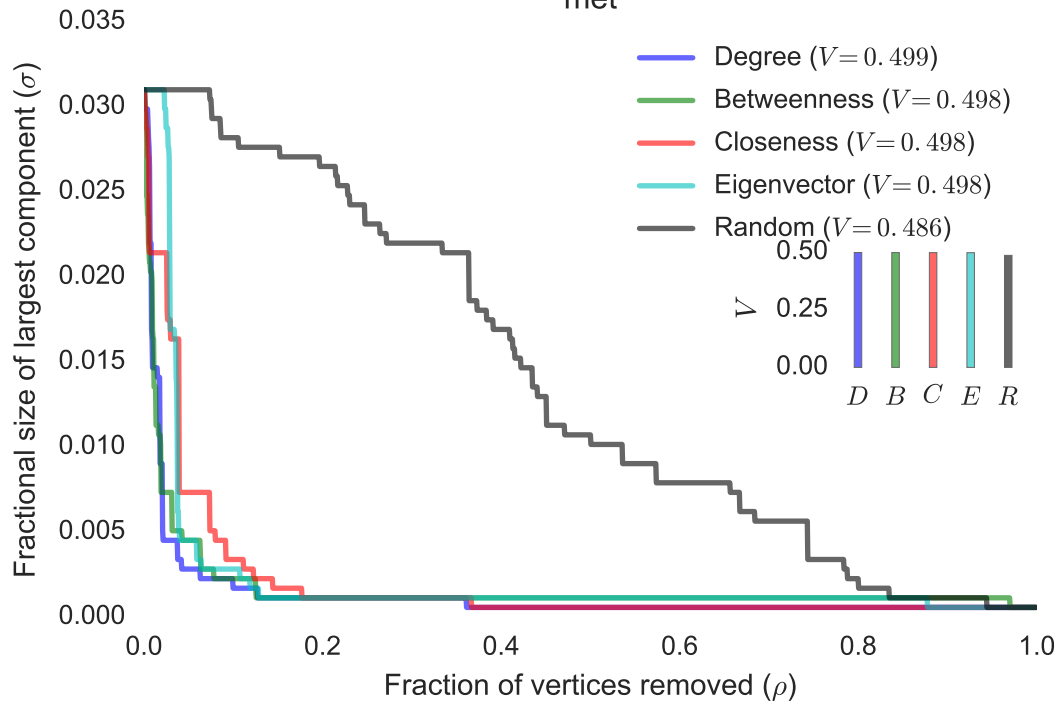 met
0.035
0.030
0.025
0.020
0.015
0.010
0.005
0.000
Fractional size of largest component (σ)
Degree (V=0.499)
Betweenness (V=0.498)
Closeness (V=0.498)
Eigenvector (V=0.498)
Random (V=0.486)
0.50
0.25
0.00
V
D B C E R
0.0 0.2 0.4 0.6 0.8 1.0
Fraction of vertices removed (ρ)